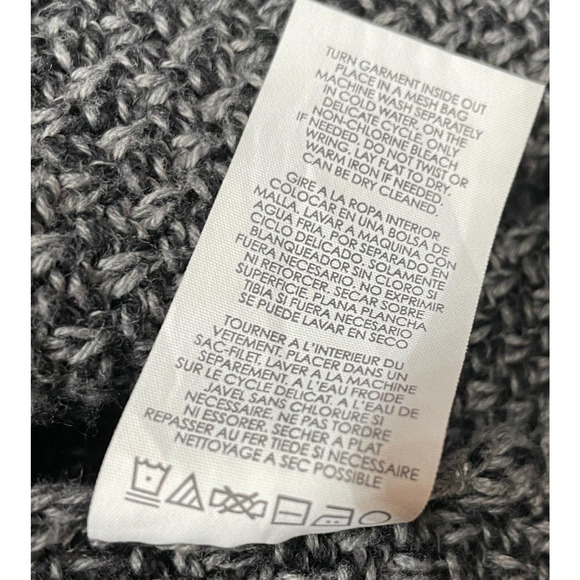 TURN GARMENT INSIDE OUT
PLACE IN A MESH BAG
MACHINE WASH SEPARATELY
IN COLD WATER, ON THE
DELICATE CYCLE, ONLY
NON-CHLORINE BLEACH
IF NEEDED, DO NOT TWIST OR
WRING, LAY FLAT TO DRY.
WARM IRON IF NEEDED.
CAN BE DRY CLEANED.
GIRE A LA ROPA INTERIOR
COLOCAR EN UNA BOLSA DE
MALLA, LAVAR A MAQUINA CON
AGUA FRIA, POR SEPARADO EN
CICLO DELICADO. SOLAMENTE
BLANQUEADOR SIN CLORO SI
FUERA NECESARIO, NO EXPRIMIR
NI RETORCER. SECAR SOBRE
SUPERFICIE, PLANA PLANCHA
TIBIA SI FUERA NECESARIO
SE PUEDE LAVAR EN SECO
TOURNER A L'INTERIEUR DU
VETEMENT. PLACER DANS UN
SAC-FILET. LAVER A LA MACHINE
SEPAREMENT. A L'EAU FROIDE
SUR LE CYCLE DELICAT. A L'EAU DE
JAVEL SANS CHLORURE SI
NECESSAIRE, NE PAS TORDRE
NI ESSORER. SECHER A PLAT
REPASSER AU FER TIEDE SI NECESSAIRE
NETTOYAGE A SEC POSSIBLE